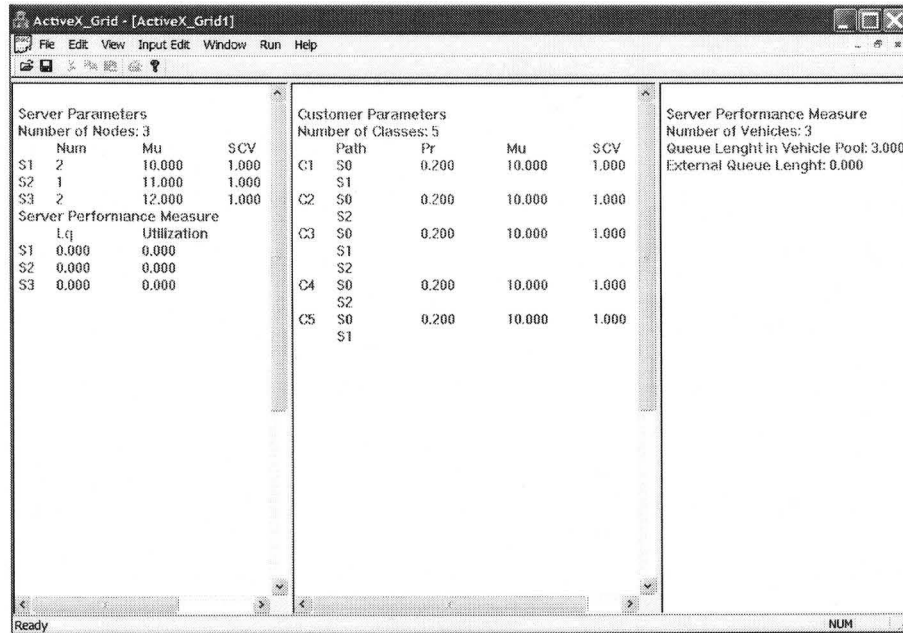 ActiveX_Grid - [ActiveX_Grid1]
File Edit View Input Edit Window Run Help
Server Parameters
Number of Nodes: 3
Num Mu SCV
S1 2 10.000 1.000
S2 1 11.000 1.000
S3 2 12.000 1.000
Server Performance Measure
Lq Utilization
S1 0.000 0.000
S2 0.000 0.000
S3 0.000 0.000
Customer Parameters
Number of Classes: 5
Path Pr Mu SCV
C1 S0 0.200 10.000 1.000
S1
C2 S0 0.200 10.000 1.000
S2
C3 S0 0.200 10.000 1.000
S1
S2
C4 S0 0.200 10.000 1.000
S2
C5 S0 0.200 10.000 1.000
S1
Server Performance Measure
Number of Vehicles: 3
Queue Lenght in Vehicle Pool: 3.000
External Queue Lenght: 0.000
Ready NUM